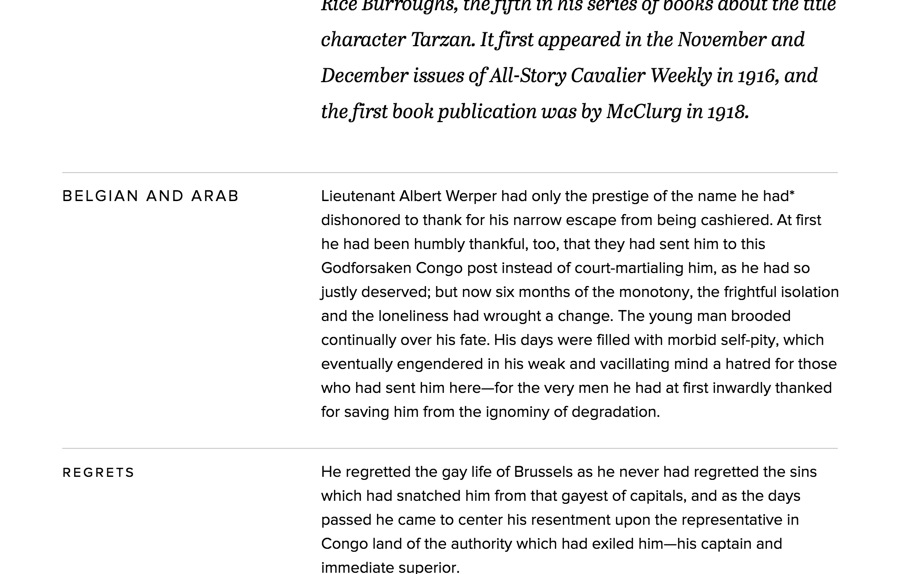 Rice Burroughs, the fifth in his series of books about the title
character Tarzan. It first appeared in the November and
December issues of All-Story Cavalier Weekly in 1916, and
the first book publication was by McClurg in 1918.
BELGIAN AND ARAB
Lieutenant Albert Werper had only the prestige of the name he had*
dishonored to thank for his narrow escape from being cashiered. At first
he had been humbly thankful, too, that they had sent him to this
Godforsaken Congo post instead of court-martialing him, as he had so
justly deserved; but now six months of the monotony, the frightful isolation
and the loneliness had wrought a change. The young man brooded
continually over his fate. His days were filled with morbid self-pity, which
eventually engendered in his weak and vacillating mind a hatred for those
who had sent him here—for the very men he had at first inwardly thanked
for saving him from the ignominy of degradation.
REGRETS
He regretted the gay life of Brussels as he never had regretted the sins
which had snatched him from that gayest of capitals, and as the days
passed he came to center his resentment upon the representative in
Congo land of the authority which had exiled him—his captain and
immediate superior.